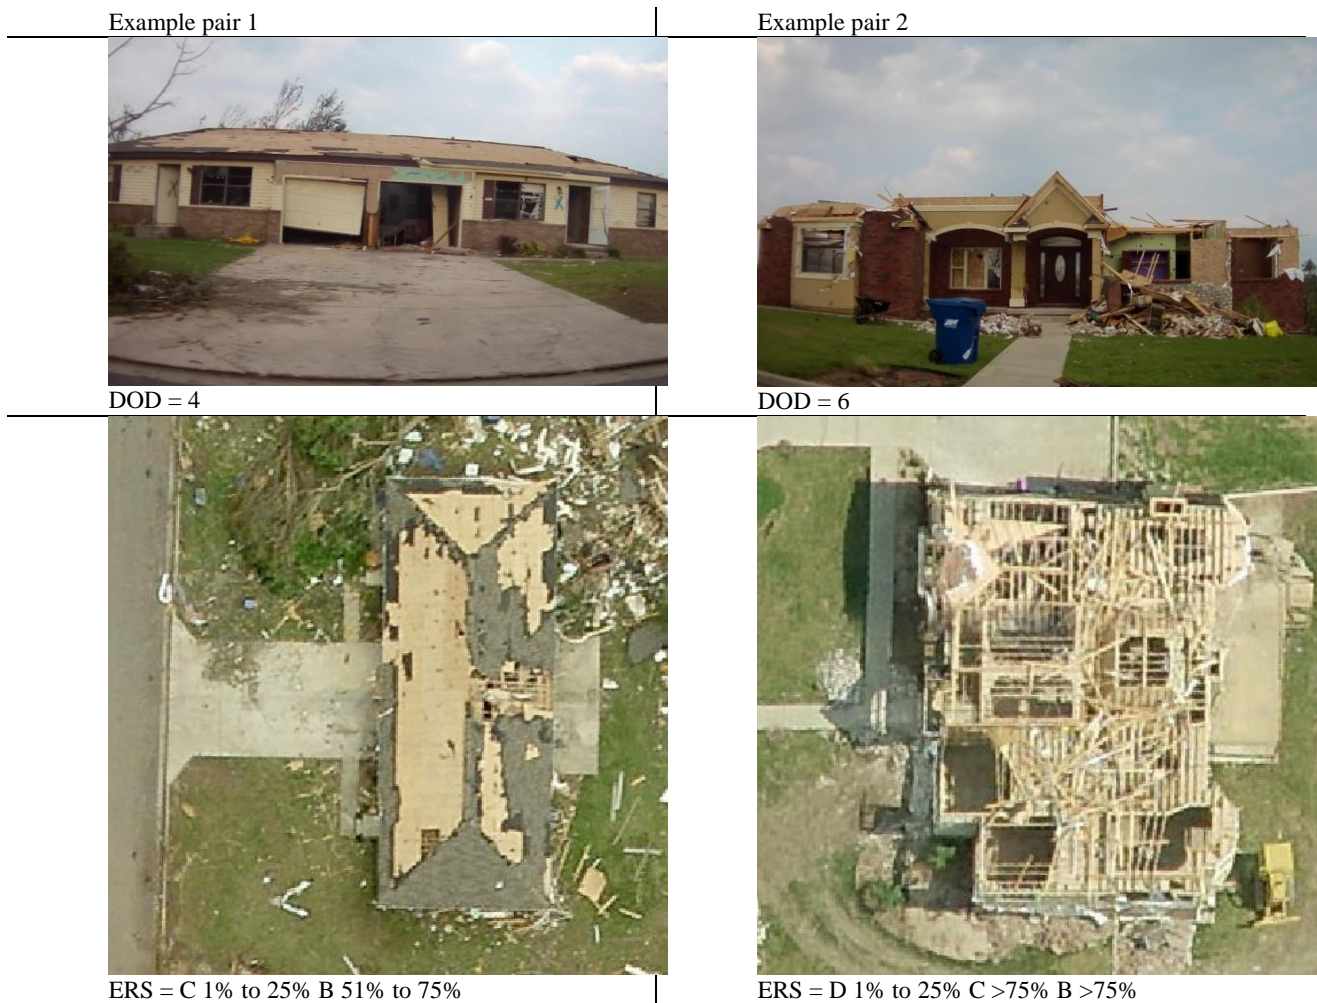 Example pair 1
Example pair 2
DOD = 4
DOD = 6
ERS = C 1% to 25% B 51% to 75%
ERS = D 1% to 25% C >75% B >75%